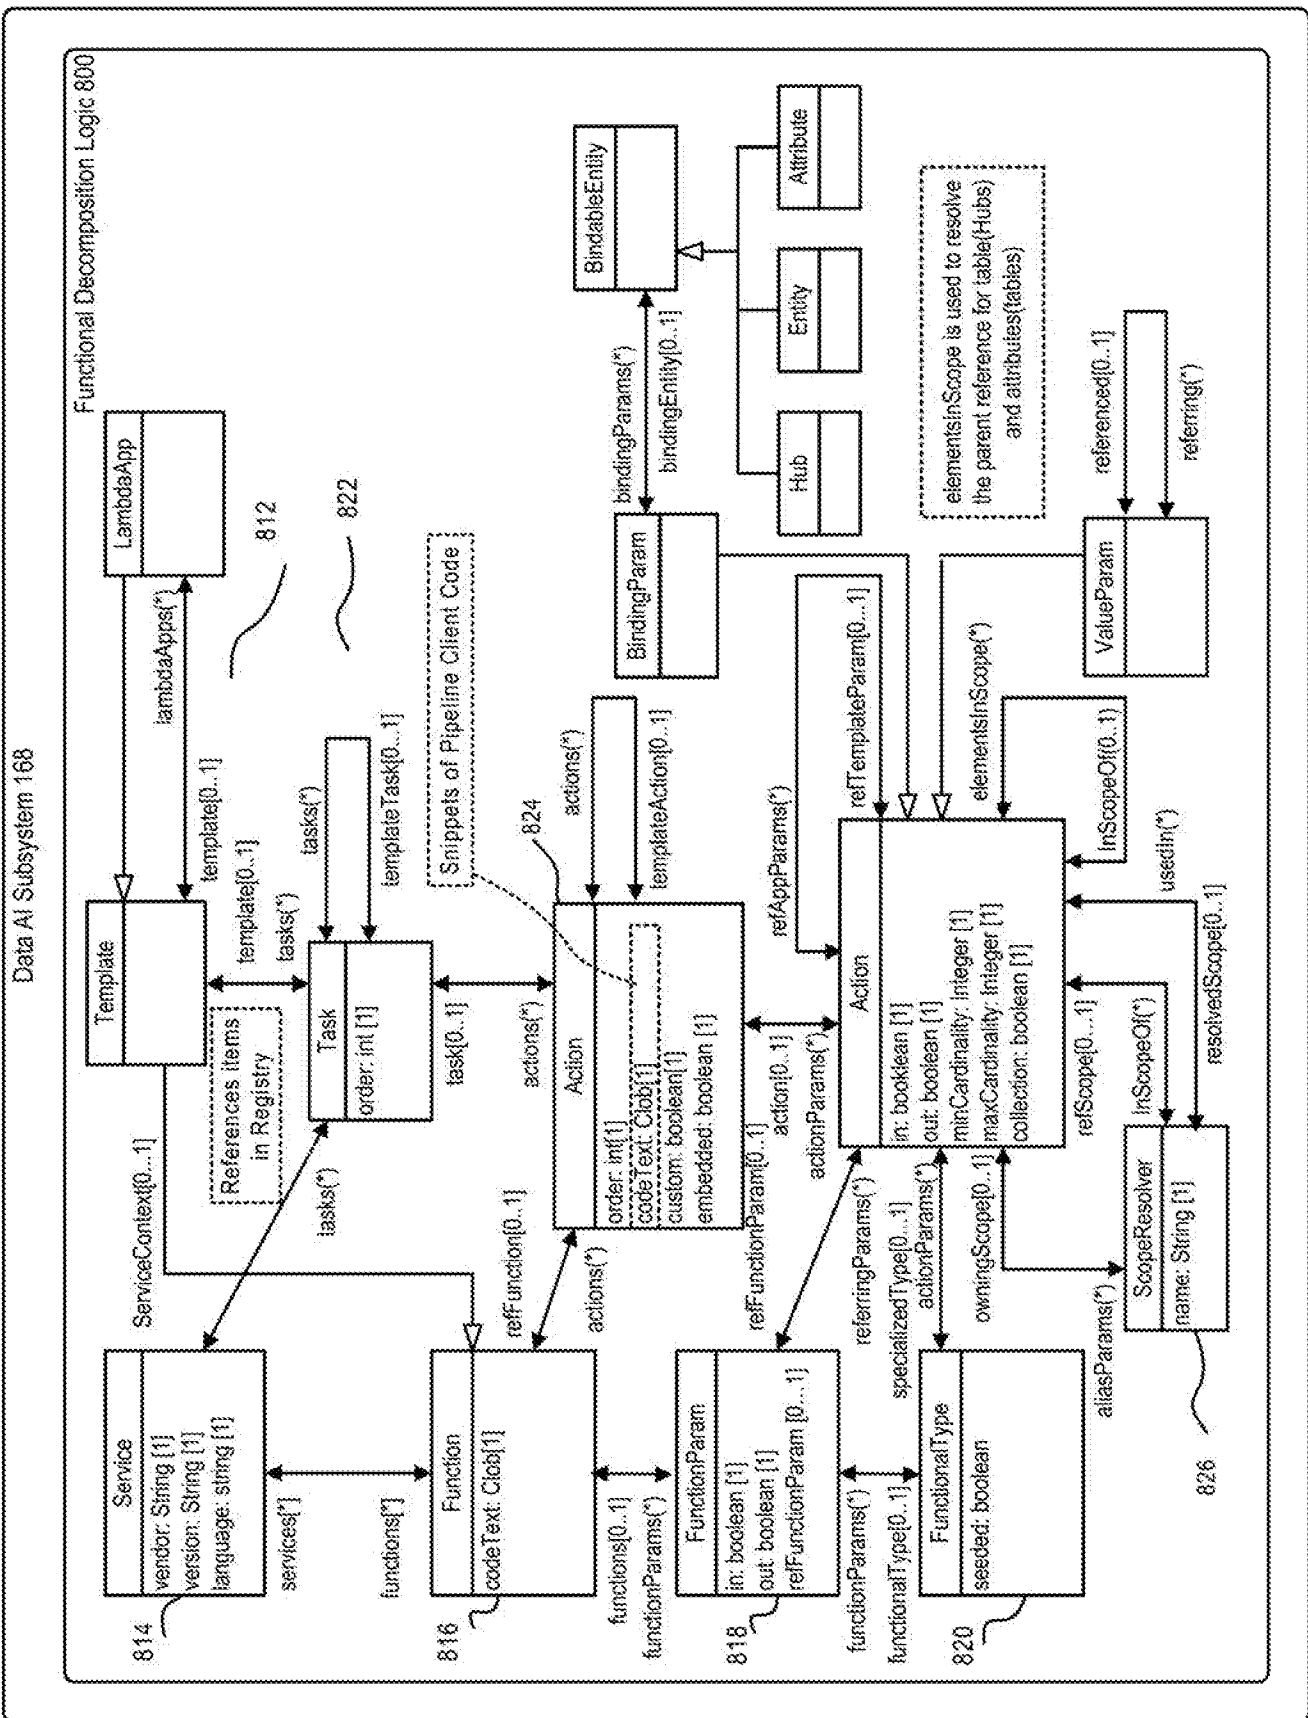 Data AI Subsystem 168
Functional Decomposition Logic 800
LambdaApp
lambdaApps(*)
template[0..1]
812
822
Template
template[0..1]
tasks(*)
References items
in Registry
ServiceContext[0...1]
Service
vendor: String [1]
version: String [1]
language: string [1]
814
services[*]
functions[*]
tasks(*)
Task
order: int [1]
tasks(*)
templateTask[0..1]
task[0..1]
actions(*)
Snippets of Pipeline Client Code
824
Function
codeText: Clob[1]
816
refFunction[0..1]
actions(*)
Action
order: int[1]
codeText: Clob[1]
custom: boolean[1]
embedded: boolean [1]
actions(*)
templateAction[0..1]
functions[0..1]
functionParams(*)
refFunctionParam[0..1]
action[0..1]
actionParams(*)
BindingParam
bindingParams(*)
bindingEntity[0..1]
BindableEntity
Hub
Entity
Attribute
FunctionParam
in: boolean [1]
out: boolean [1]
refFunctionParam [0...1]
818
referringParams(*)
refAppParams(*)
refTemplateParam[0..1]
functionParams(*)
functionalType[0..1]
specializedType[0..1]
actionParams(*)
Action
in: booklean [1]
out: boolean [1]
minCardinality: Integer [1]
maxCardinality: Integer [1]
collection: boolean [1]
elementsInScope(*)
InScopeOf(0..1)
elementsInScope is used to resolve
the parent reference for table(Hubs)
and attributes(tables)
FunctionalType
seeded: boolean
820
owningScope[0..1]
aliasParams(*)
refScope[0...1]
InScopeOf(*)
usedIn(*)
resolvedScope[0..1]
ValueParam
referenced[0..1]
referring(*)
ScopeResolver
name: String [1]
826